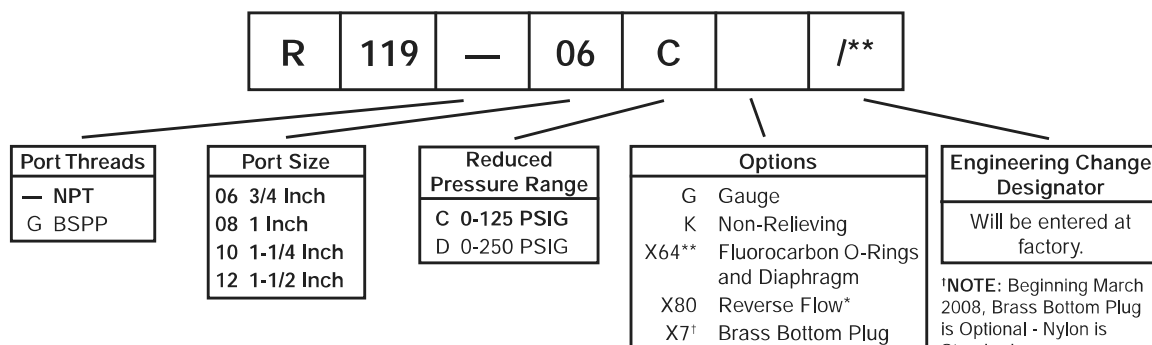 R 119 — 06 C /**
Port Threads
— NPT
G BSPP
Port Size
06 3/4 Inch
08 1 Inch
10 1-1/4 Inch
12 1-1/2 Inch
Reduced
Pressure Range
C 0-125 PSIG
D 0-250 PSIG
Options
G Gauge
K Non-Relieving
X64** Fluorocarbon O-Rings
and Diaphragm
X80 Reverse Flow*
X7† Brass Bottom Plug
Engineering Change
Designator
Will be entered at
factory.
†NOTE: Beginning March
2008, Brass Bottom Plug
is Optional - Nylon is